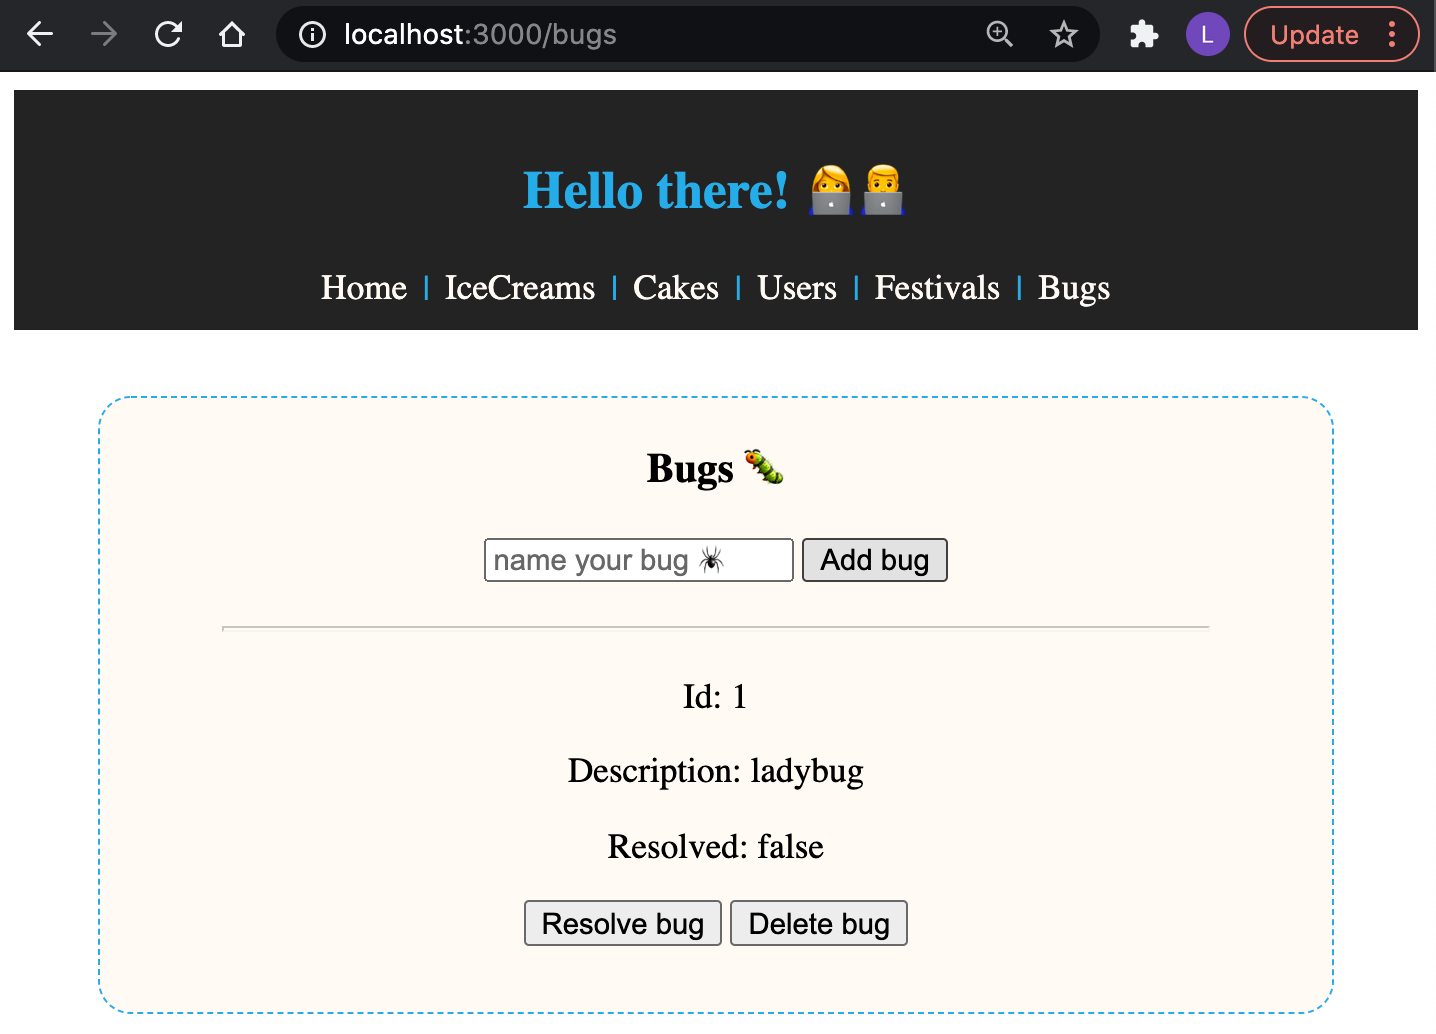 localhost:3000/bugs
L
Update
Hello there! 👩‍💻👨‍💻
Home | IceCreams | Cakes | Users | Festivals | Bugs
Bugs 🐛
name your bug 🕷 Add bug
Id: 1
Description: ladybug
Resolved: false
Resolve bug Delete bug